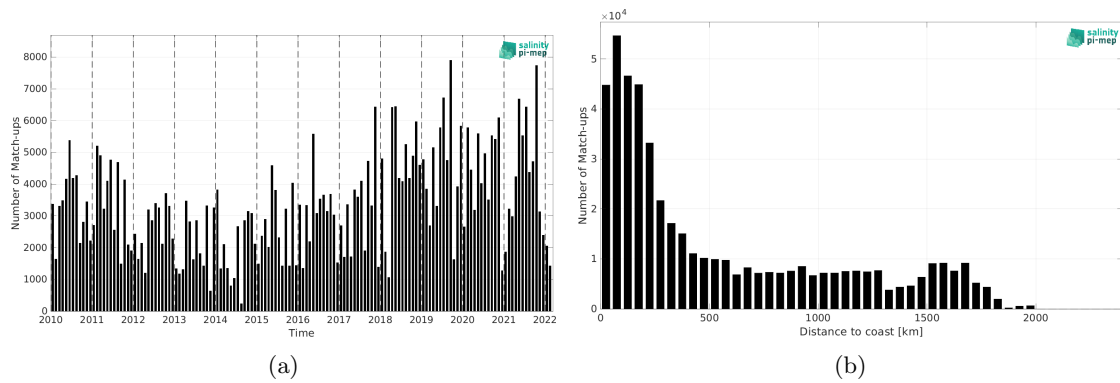 salinity
pi-mep
Number of Match-ups
8000
7000
6000
5000
4000
3000
2000
1000
0
2010 2011 2012 2013 2014 2015 2016 2017 2018 2019 2020 2021 2022
Time
(a)
×10⁴
salinity
pi-mep
Number of Match-ups
5
4
3
2
1
0
0 500 1000 1500 2000
Distance to coast [km]
(b)